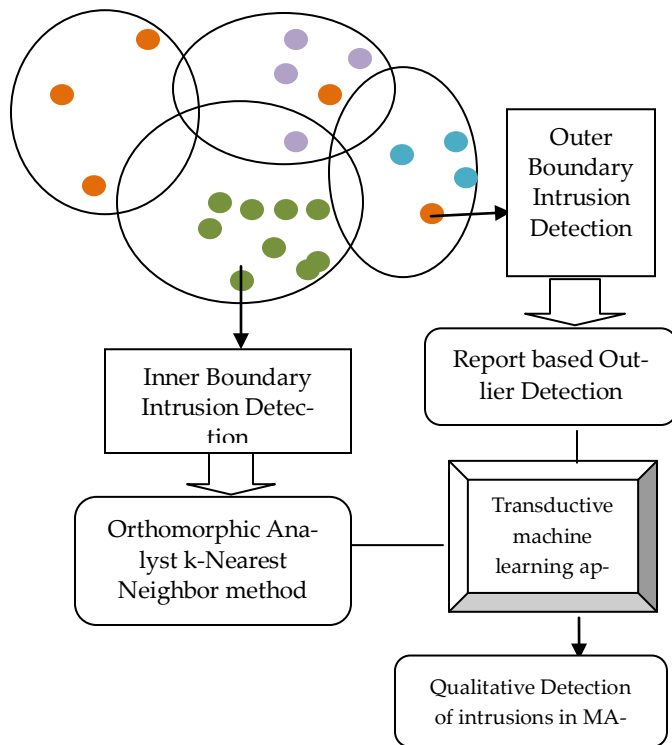 Outer
Boundary
Intrusion
Detection
Inner Boundary
Intrusion Detec-
tion
Report based Out-
lier Detection
Orthomorphic Ana-
lyst k-Nearest
Neighbor method
Transductive
machine
learning ap-
Qualitative Detection
of intrusions in MA-